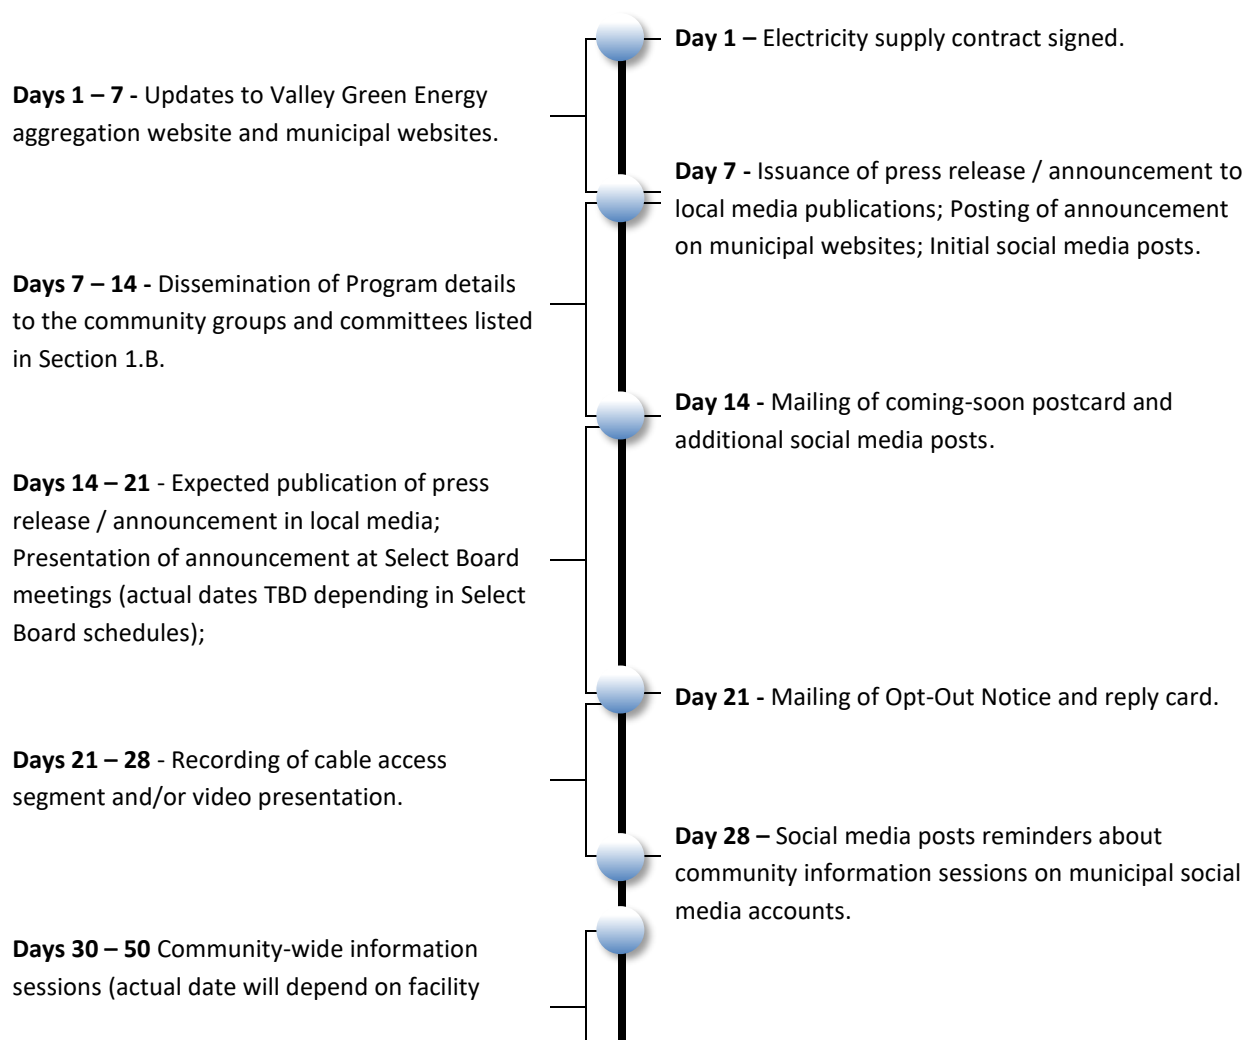 Day 1 – Electricity supply contract signed.
Days 1 – 7 - Updates to Valley Green Energy
aggregation website and municipal websites.
Day 7 - Issuance of press release / announcement to
local media publications; Posting of announcement
on municipal websites; Initial social media posts.
Days 7 – 14 - Dissemination of Program details
to the community groups and committees listed
in Section 1.B.
Day 14 - Mailing of coming-soon postcard and
additional social media posts.
Days 14 – 21 - Expected publication of press
release / announcement in local media;
Presentation of announcement at Select Board
meetings (actual dates TBD depending in Select
Board schedules);
Day 21 - Mailing of Opt-Out Notice and reply card.
Days 21 – 28 - Recording of cable access
segment and/or video presentation.
Day 28 – Social media posts reminders about
community information sessions on municipal social
media accounts.
Days 30 – 50 Community-wide information
sessions (actual date will depend on facility